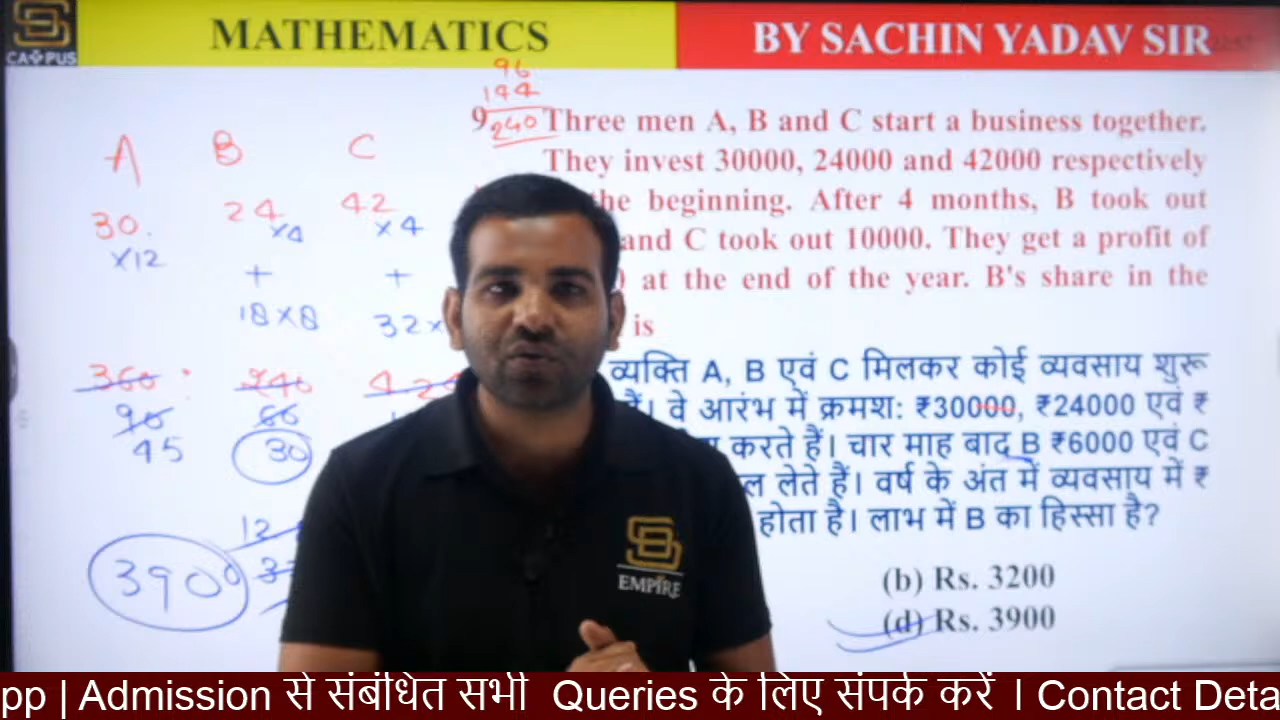 CAMPUS
MATHEMATICS
BY SACHIN YADAV SIR
96
144
240
9
Three men A, B and C start a business together.
They invest 30000, 24000 and 42000 respectively
he beginning. After 4 months, B took out
and C took out 10000. They get a profit of
at the end of the year. B's share in the
is
A B C
30. 24 42
×12 ×4 ×4
+ +
18×8 32×
360 : 240
90
45 30
12
3900
व्यक्ति A, B एवं C मिलकर कोई व्यवसाय शुरू
हैं। वे आरंभ में क्रमश: ₹30000, ₹24000 एवं ₹
करते हैं। चार माह बाद B ₹6000 एवं C
ल लेते हैं। वर्ष के अंत में व्यवसाय में ₹
होता है। लाभ में B का हिस्सा है?
(b) Rs. 3200
(d) Rs. 3900
SB
EMPIRE
pp | Admission से संबंधित सभी Queries के लिए संपर्क करें । Contact Deta